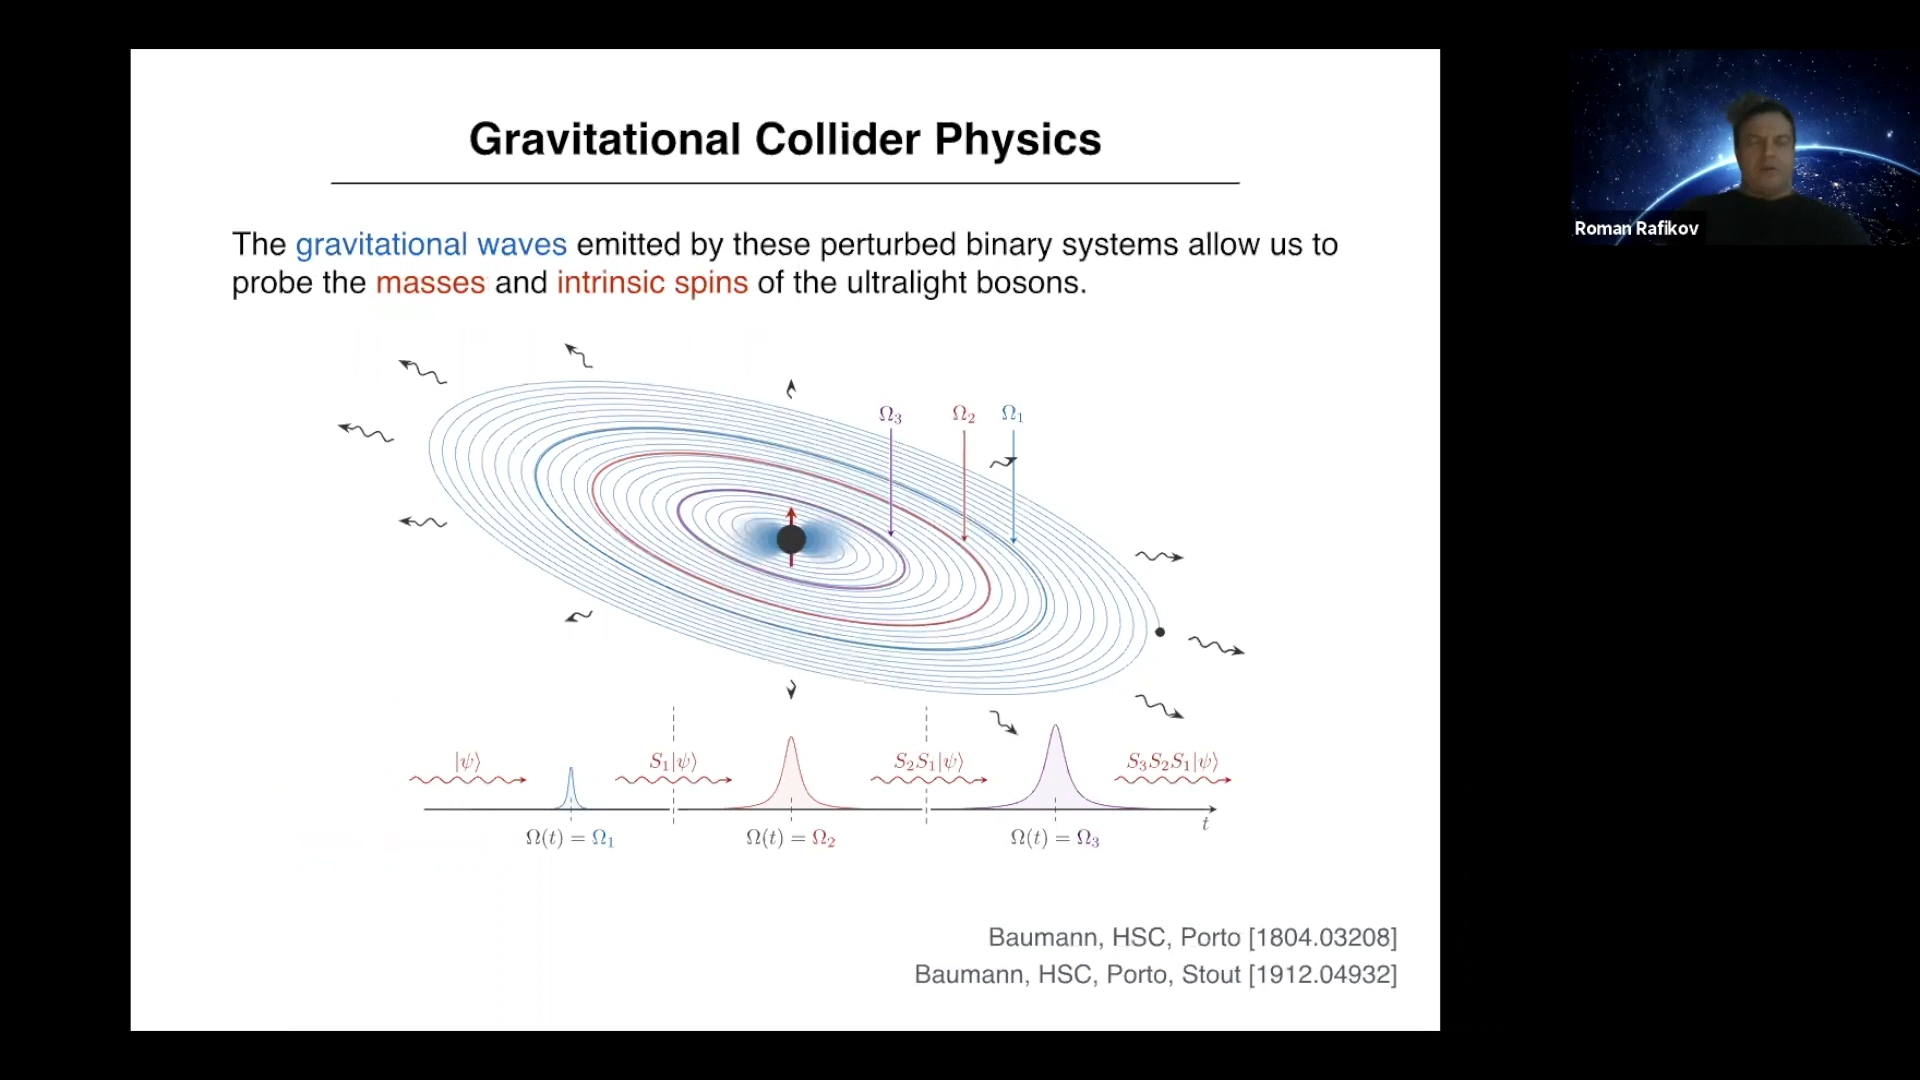 Gravitational Collider Physics
The gravitational waves emitted by these perturbed binary systems allow us to
probe the masses and intrinsic spins of the ultralight bosons.
Ω₃ Ω₂ Ω₁
|ψ⟩ S₁|ψ⟩ S₂S₁|ψ⟩ S₃S₂S₁|ψ⟩
t
Ω(t) = Ω₁ Ω(t) = Ω₂ Ω(t) = Ω₃
Baumann, HSC, Porto [1804.03208]
Baumann, HSC, Porto, Stout [1912.04932]
Roman Rafikov